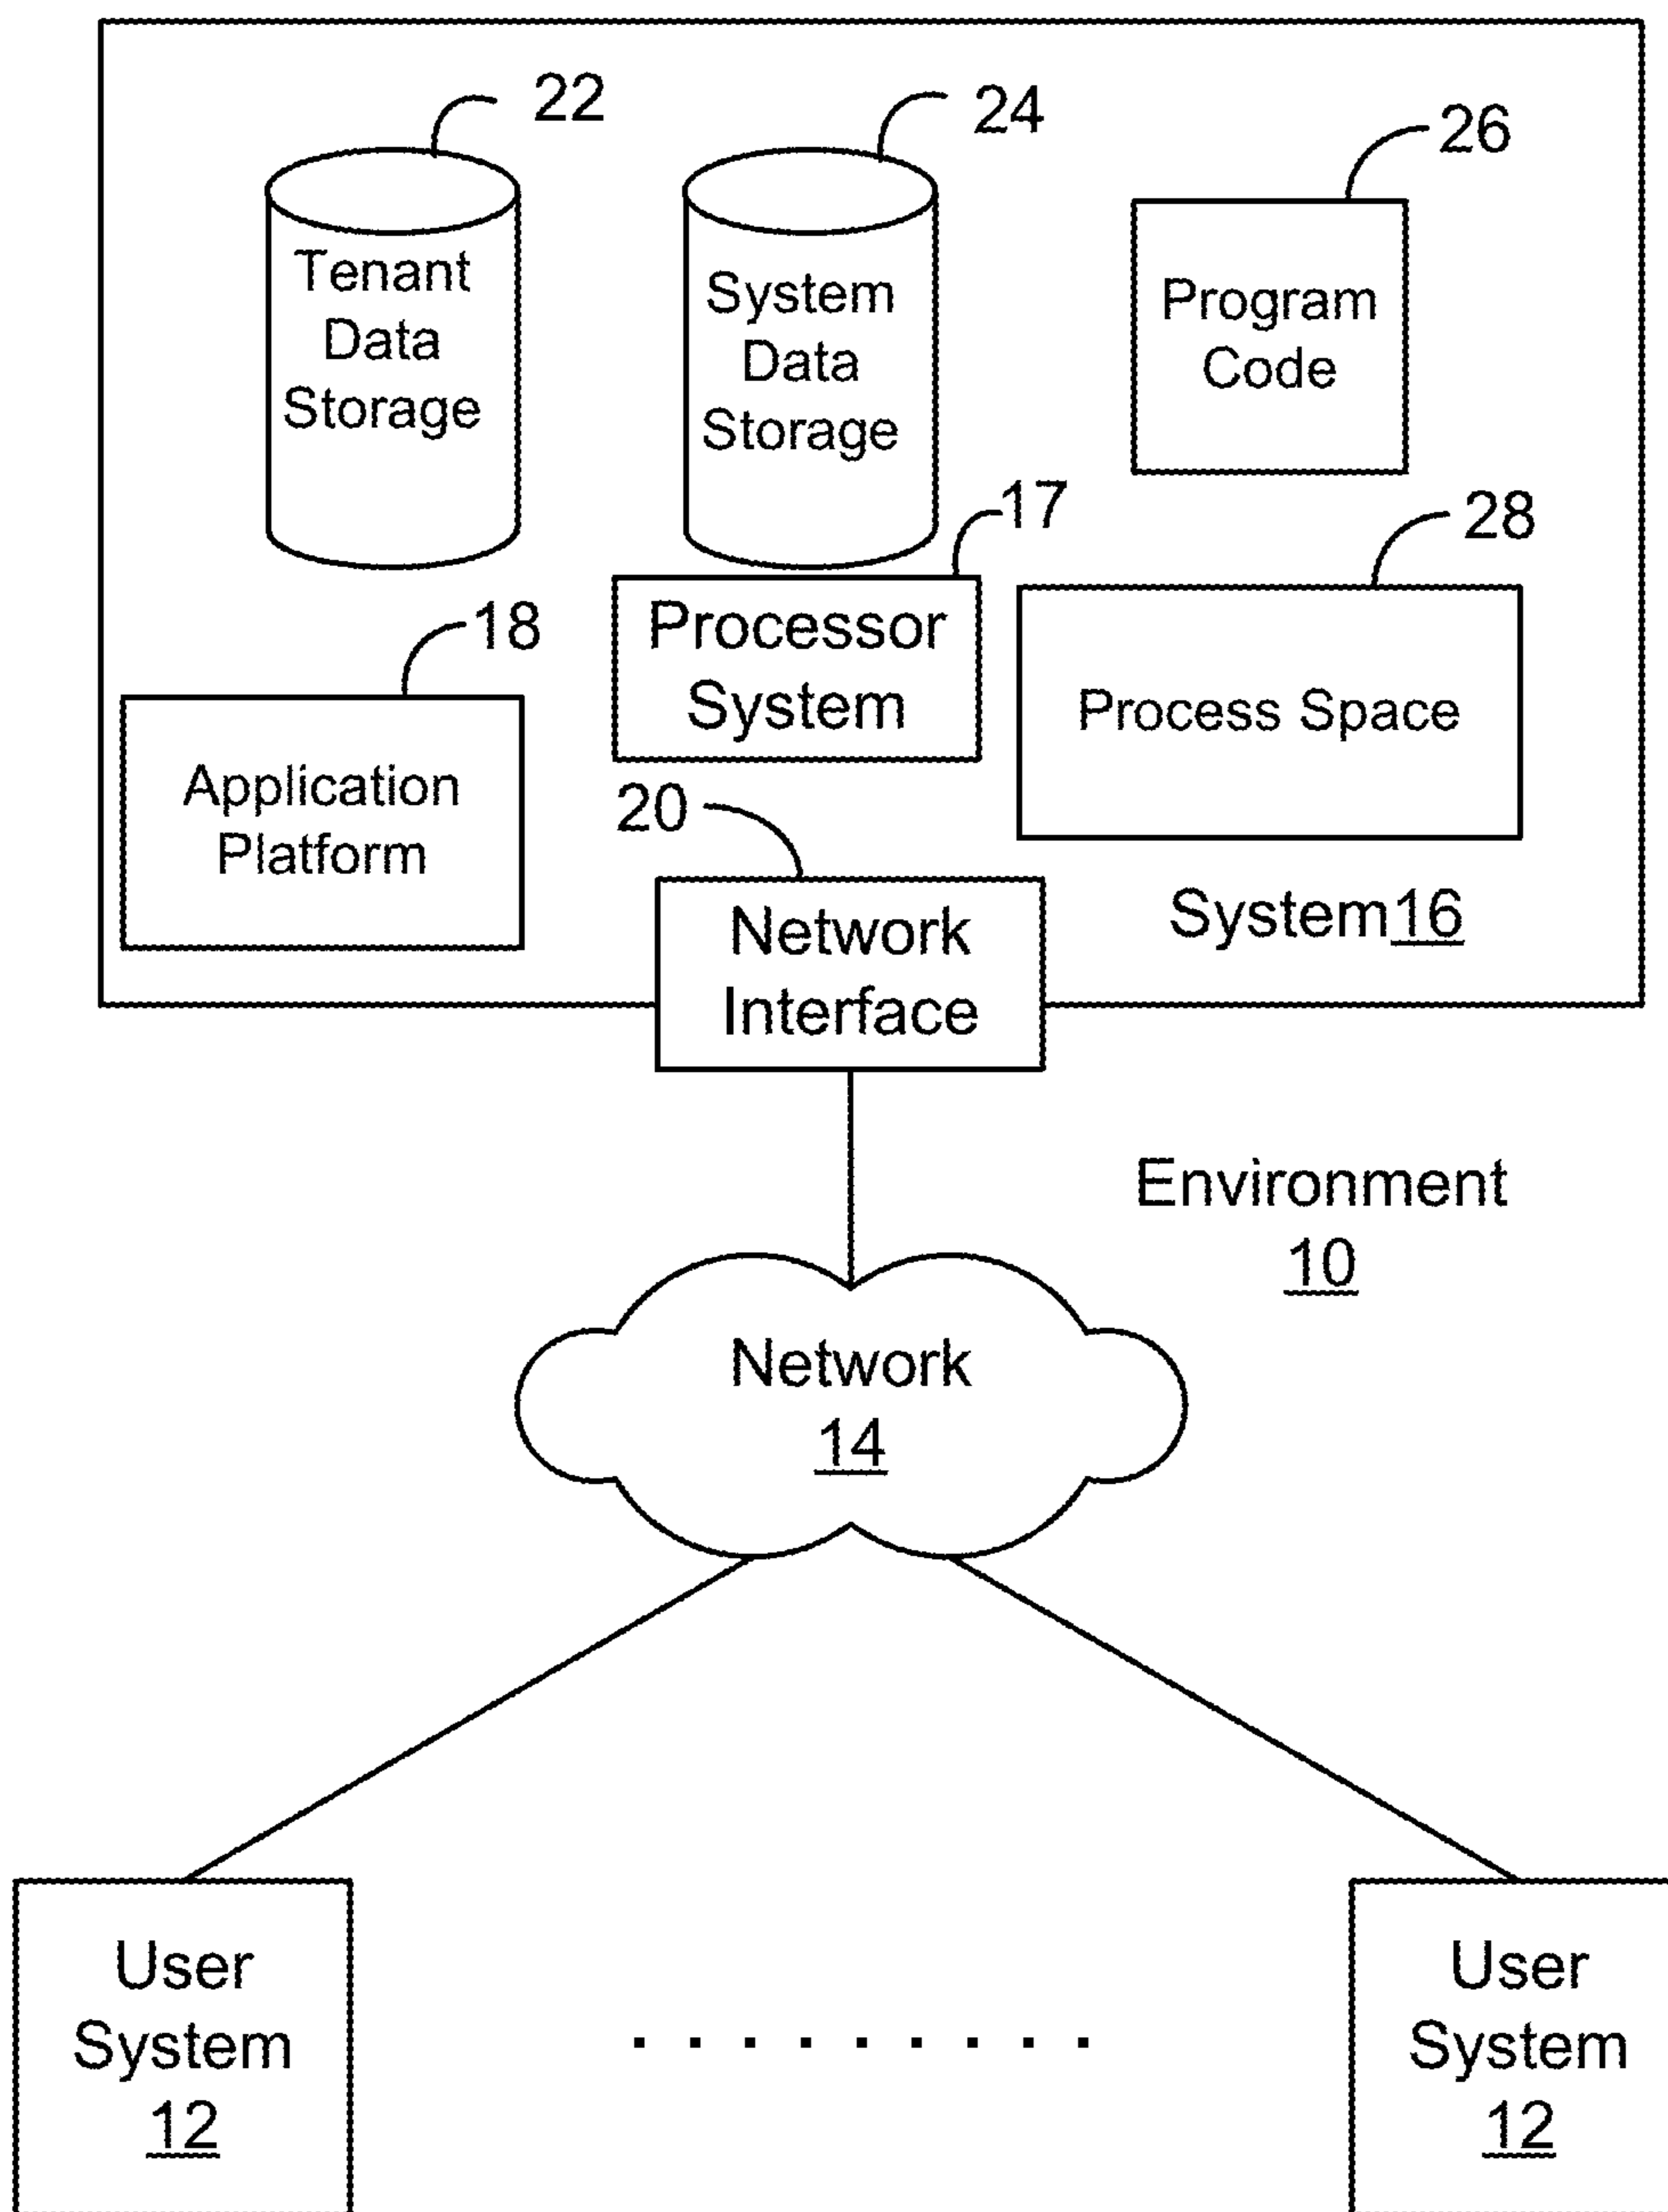 22
24
26
Tenant
Data
Storage
System
Data
Storage
Program
Code
17
28
18
Processor
System
Process Space
Application
Platform
20
Network
Interface
System16
Environment
10
Network
14
User
System
12
. . . . . . . . .
User
System
12